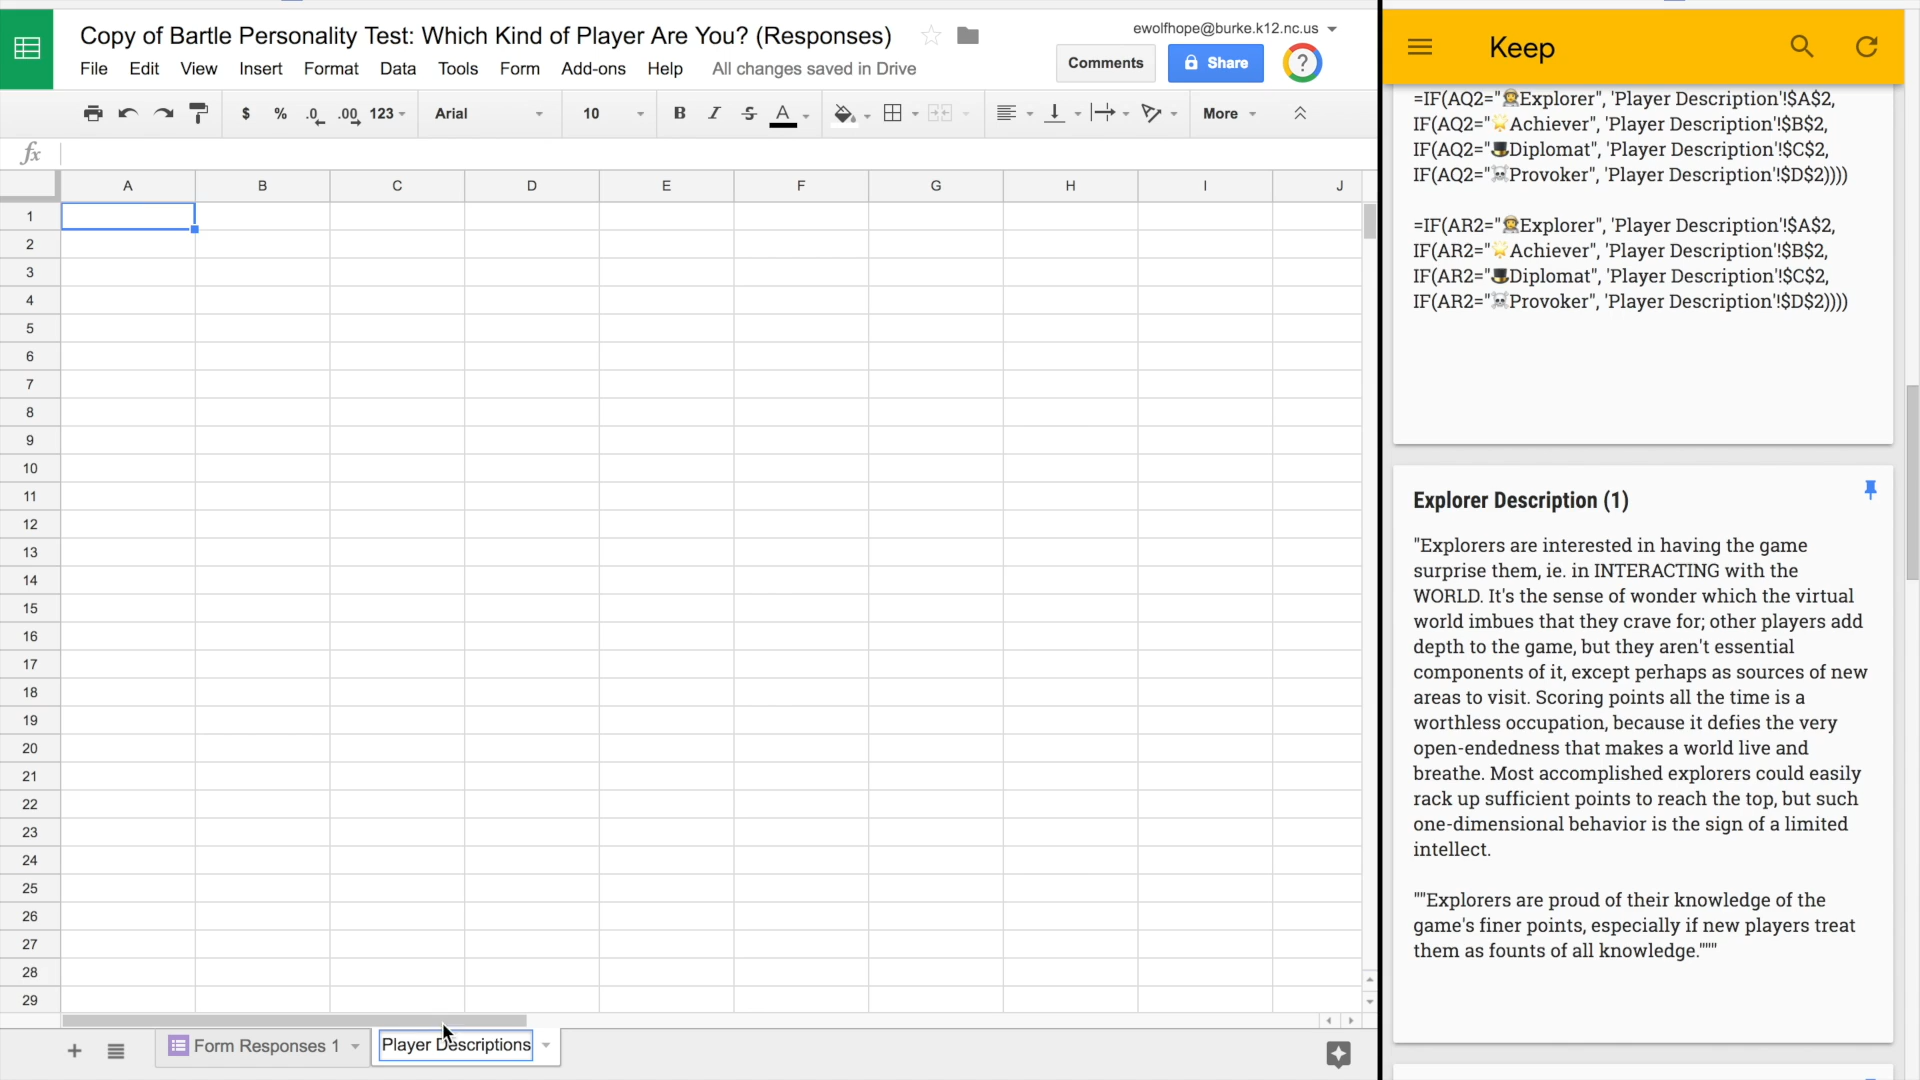 Copy of Bartle Personality Test: Which Kind of Player Are You? (Responses)
ewolfhope@burke.k12.nc.us
File Edit View Insert Format Data Tools Form Add-ons Help All changes saved in Drive
Comments
Share
?
$ % .0 .00 123
Arial
10
B I S A
More
fx
A B C D E F G H I J
1
2
3
4
5
6
7
8
9
10
11
12
13
14
15
16
17
18
19
20
21
22
23
24
25
26
27
28
29
+
Form Responses 1
Player Descriptions
Keep
=IF(AQ2="👩‍🚀Explorer", 'Player Description'!$A$2,
IF(AQ2="🌟Achiever", 'Player Description'!$B$2,
IF(AQ2="🎩Diplomat", 'Player Description'!$C$2,
IF(AQ2="☠Provoker", 'Player Description'!$D$2))))
=IF(AR2="👩‍🚀Explorer", 'Player Description'!$A$2,
IF(AR2="🌟Achiever", 'Player Description'!$B$2,
IF(AR2="🎩Diplomat", 'Player Description'!$C$2,
IF(AR2="☠Provoker", 'Player Description'!$D$2))))
Explorer Description (1)
"Explorers are interested in having the game
surprise them, ie. in INTERACTING with the
WORLD. It's the sense of wonder which the virtual
world imbues that they crave for; other players add
depth to the game, but they aren't essential
components of it, except perhaps as sources of new
areas to visit. Scoring points all the time is a
worthless occupation, because it defies the very
open-endedness that makes a world live and
breathe. Most accomplished explorers could easily
rack up sufficient points to reach the top, but such
one-dimensional behavior is the sign of a limited
intellect.
""Explorers are proud of their knowledge of the
game's finer points, especially if new players treat
them as founts of all knowledge."""